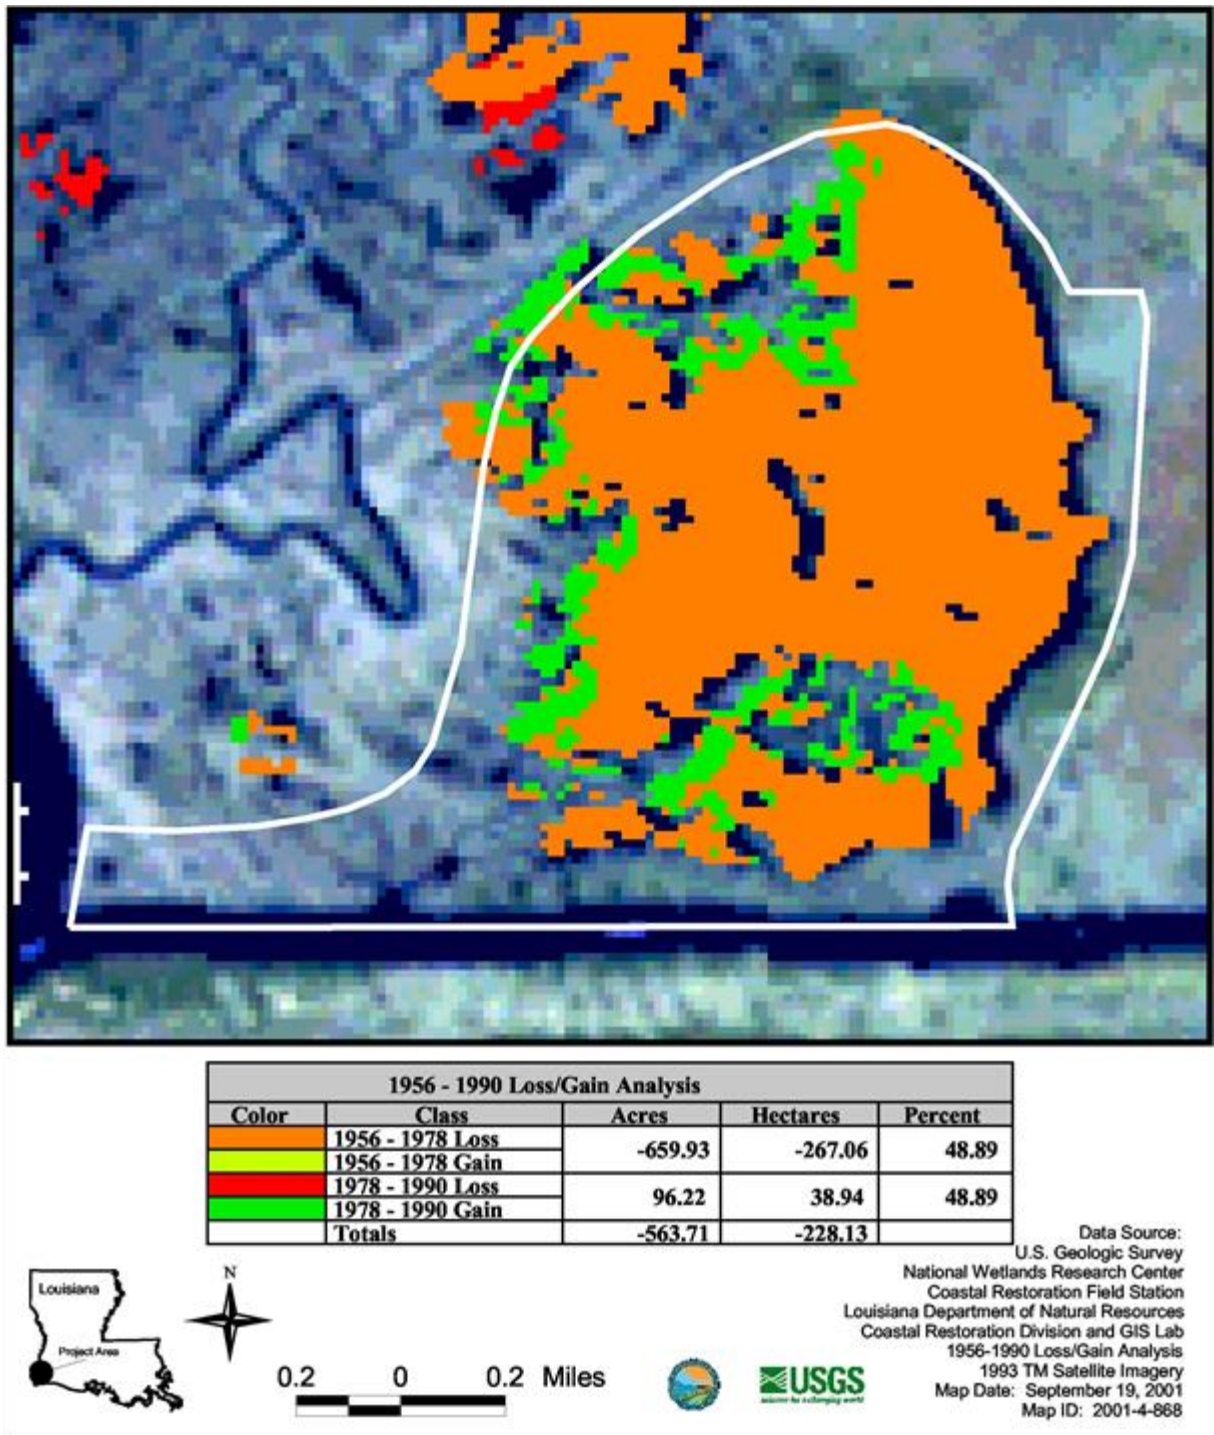 1956 - 1990 Loss/Gain Analysis
Color Class Acres Hectares Percent
1956 - 1978 Loss
-659.93 -267.06 48.89
1956 - 1978 Gain
1978 - 1990 Loss
96.22 38.94 48.89
1978 - 1990 Gain
Totals -563.71 -228.13
Louisiana
Project Area
N
0.2 0 0.2 Miles
USGS
Data Source:
U.S. Geologic Survey
National Wetlands Research Center
Coastal Restoration Field Station
Louisiana Department of Natural Resources
Coastal Restoration Division and GIS Lab
1956-1990 Loss/Gain Analysis
1993 TM Satellite Imagery
Map Date: September 19, 2001
Map ID: 2001-4-868